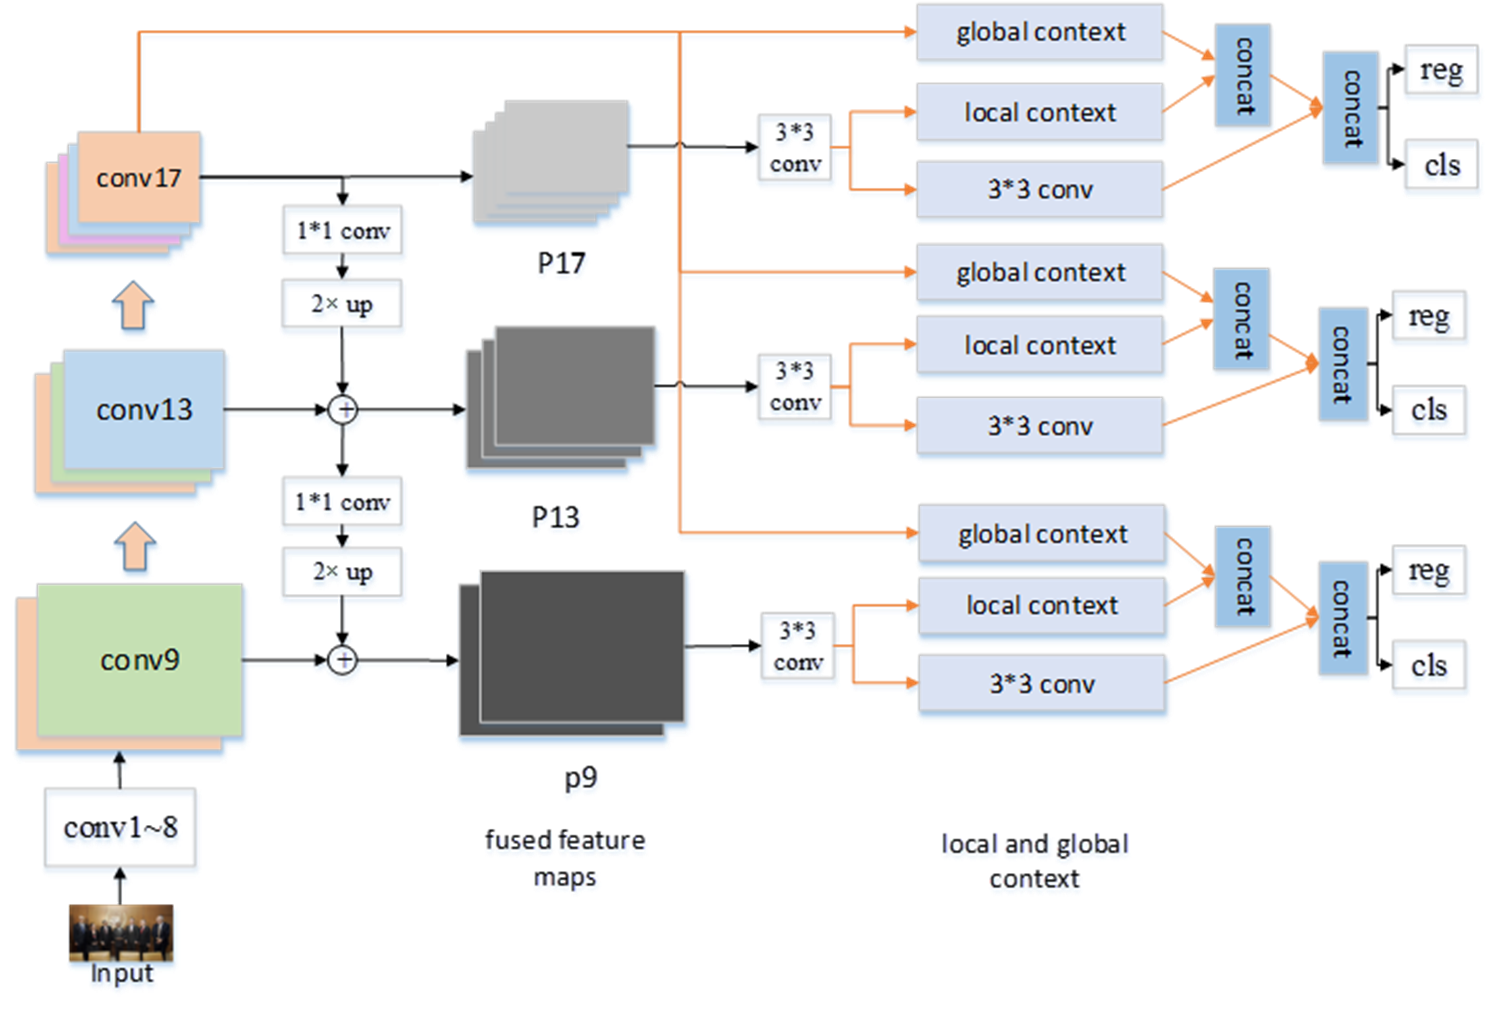 global context
concat
reg
conv17
3*3
conv
local context
concat
3*3 conv
cls
1*1 conv
2× up
P17
global context
concat
reg
conv13
+
3*3
conv
local context
concat
3*3 conv
cls
1*1 conv
P13
2× up
global context
concat
reg
conv9
+
3*3
conv
local context
concat
3*3 conv
cls
p9
conv1~8
fused feature
maps
local and global
context
Input